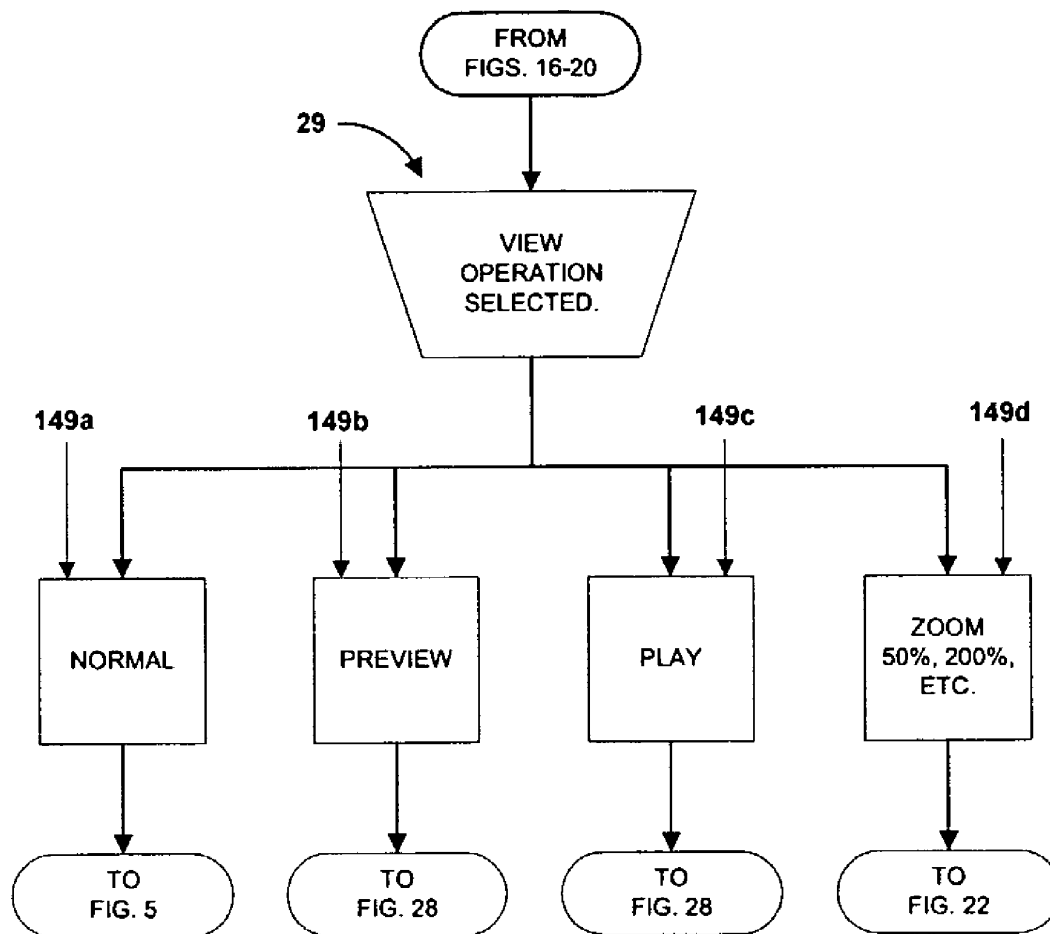 FROM
FIGS. 16-20
29
VIEW
OPERATION
SELECTED.
149a
149b
149c
149d
NORMAL
PREVIEW
PLAY
ZOOM
50%, 200%,
ETC.
TO
FIG. 5
TO
FIG. 28
TO
FIG. 28
TO
FIG. 22